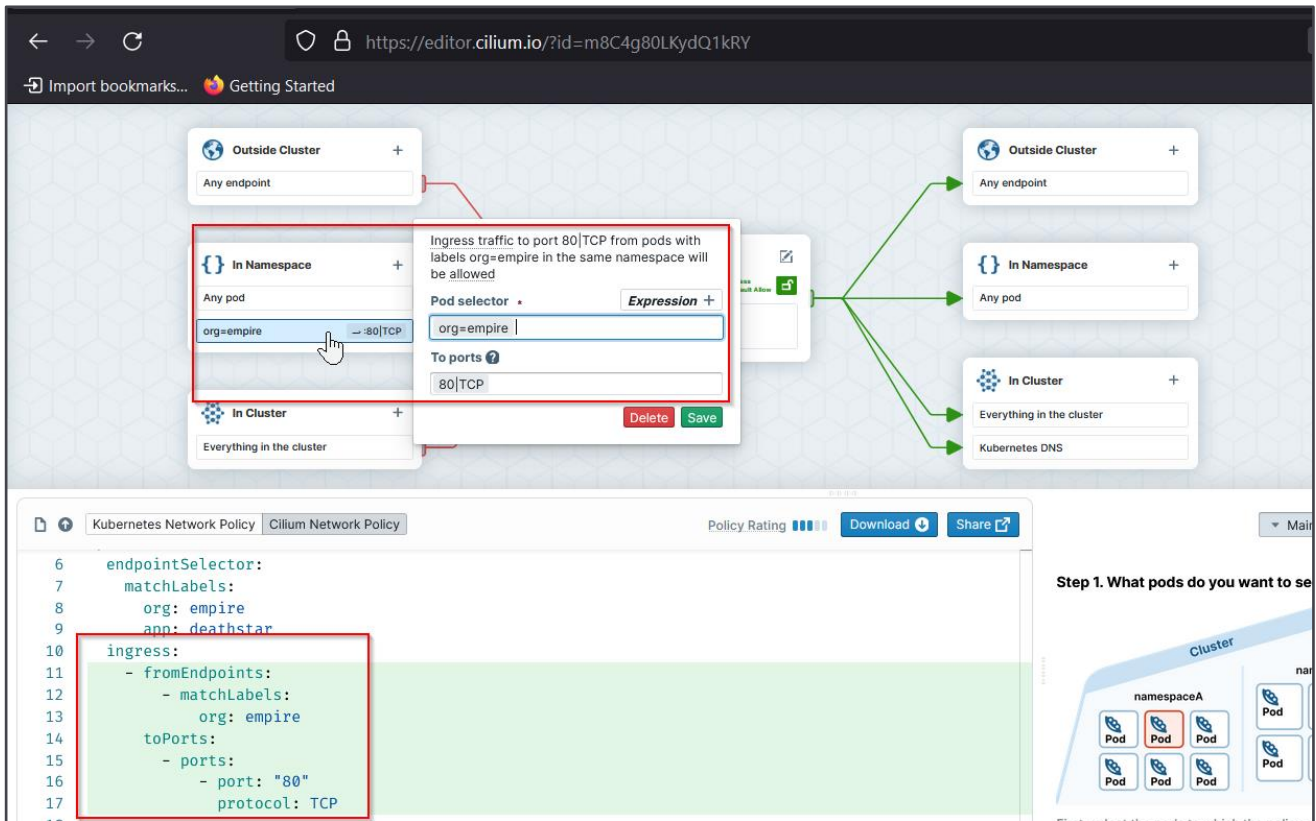 https://editor.cilium.io/?id=m8C4g80LKydQ1kRY
Import bookmarks... Getting Started
Outside Cluster +
Any endpoint
In Namespace +
Any pod
org=empire :80|TCP
In Cluster +
Everything in the cluster
Ingress traffic to port 80|TCP from pods with
labels org=empire in the same namespace will
be allowed
Pod selector • Expression +
org=empire
To ports ?
80|TCP
Delete Save
ault Allow
Outside Cluster +
Any endpoint
In Namespace +
Any pod
In Cluster +
Everything in the cluster
Kubernetes DNS
Kubernetes Network Policy Cilium Network Policy Policy Rating Download Share
6 endpointSelector:
7 matchLabels:
8 org: empire
9 app: deathstar
10 ingress:
11 - fromEndpoints:
12 - matchLabels:
13 org: empire
14 toPorts:
15 - ports:
16 - port: "80"
17 protocol: TCP
Mair
Step 1. What pods do you want to se
Cluster
namespaceA nar
Pod Pod Pod Pod
Pod Pod Pod Pod